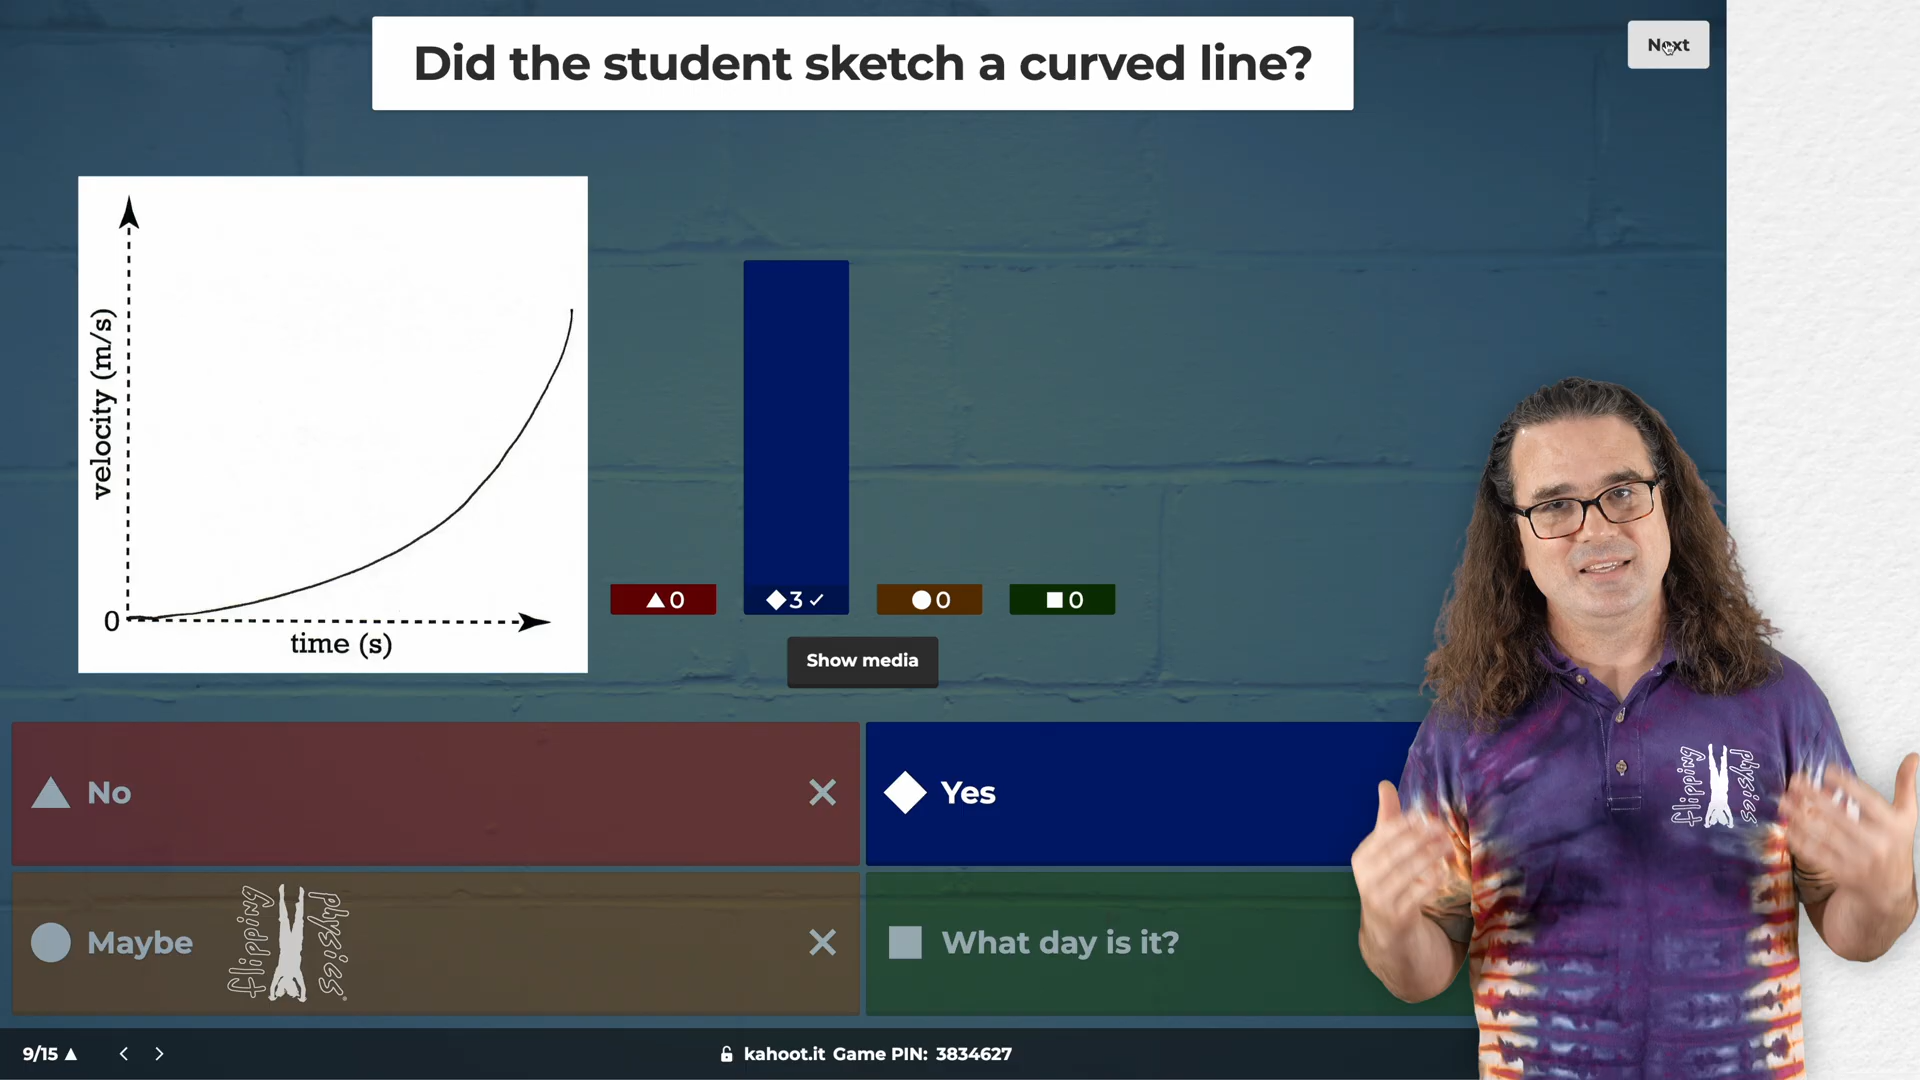 Did the student sketch a curved line?
Next
velocity (m/s)
0
time (s)
0
3
0
0
Show media
No
Yes
Maybe
What day is it?
flipping physics
flipping physics
9/15
kahoot.it Game PIN: 3834627